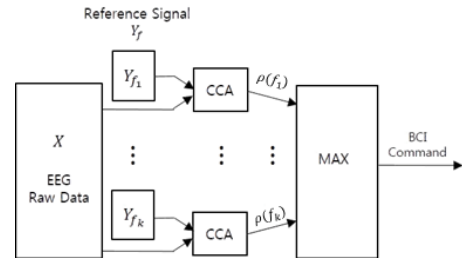 Reference Signal
Y_f
Y_{f_1}
CCA
ρ(f_1)
X
EEG
Raw Data
⋮
⋮
⋮
MAX
BCI
Command
Y_{f_k}
CCA
ρ(f_k)